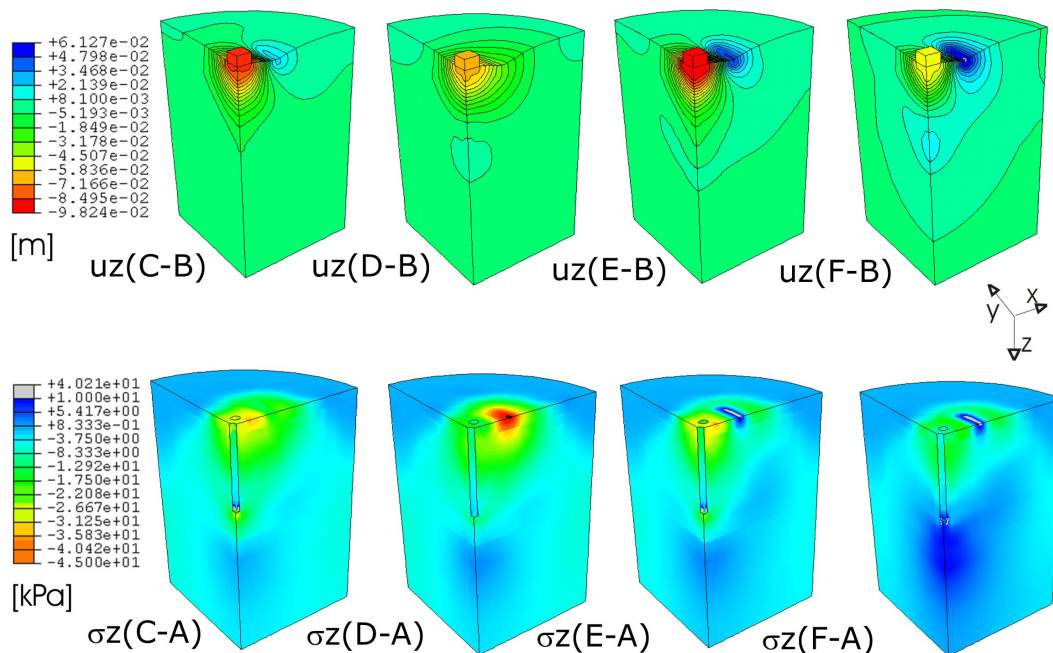 +6.127e-02
+4.798e-02
+3.468e-02
+2.139e-02
+8.100e-03
-5.193e-03
-1.849e-02
-3.178e-02
-4.507e-02
-5.836e-02
-7.166e-02
-8.495e-02
-9.824e-02
[m]
uz(C-B)
uz(D-B)
uz(E-B)
uz(F-B)
x
y
z
+4.021e+01
+1.000e+01
+5.417e+00
+8.333e-01
-3.750e+00
-8.333e+00
-1.292e+01
-1.750e+01
-2.208e+01
-2.667e+01
-3.125e+01
-3.583e+01
-4.042e+01
-4.500e+01
[kPa]
σz(C-A)
σz(D-A)
σz(E-A)
σz(F-A)